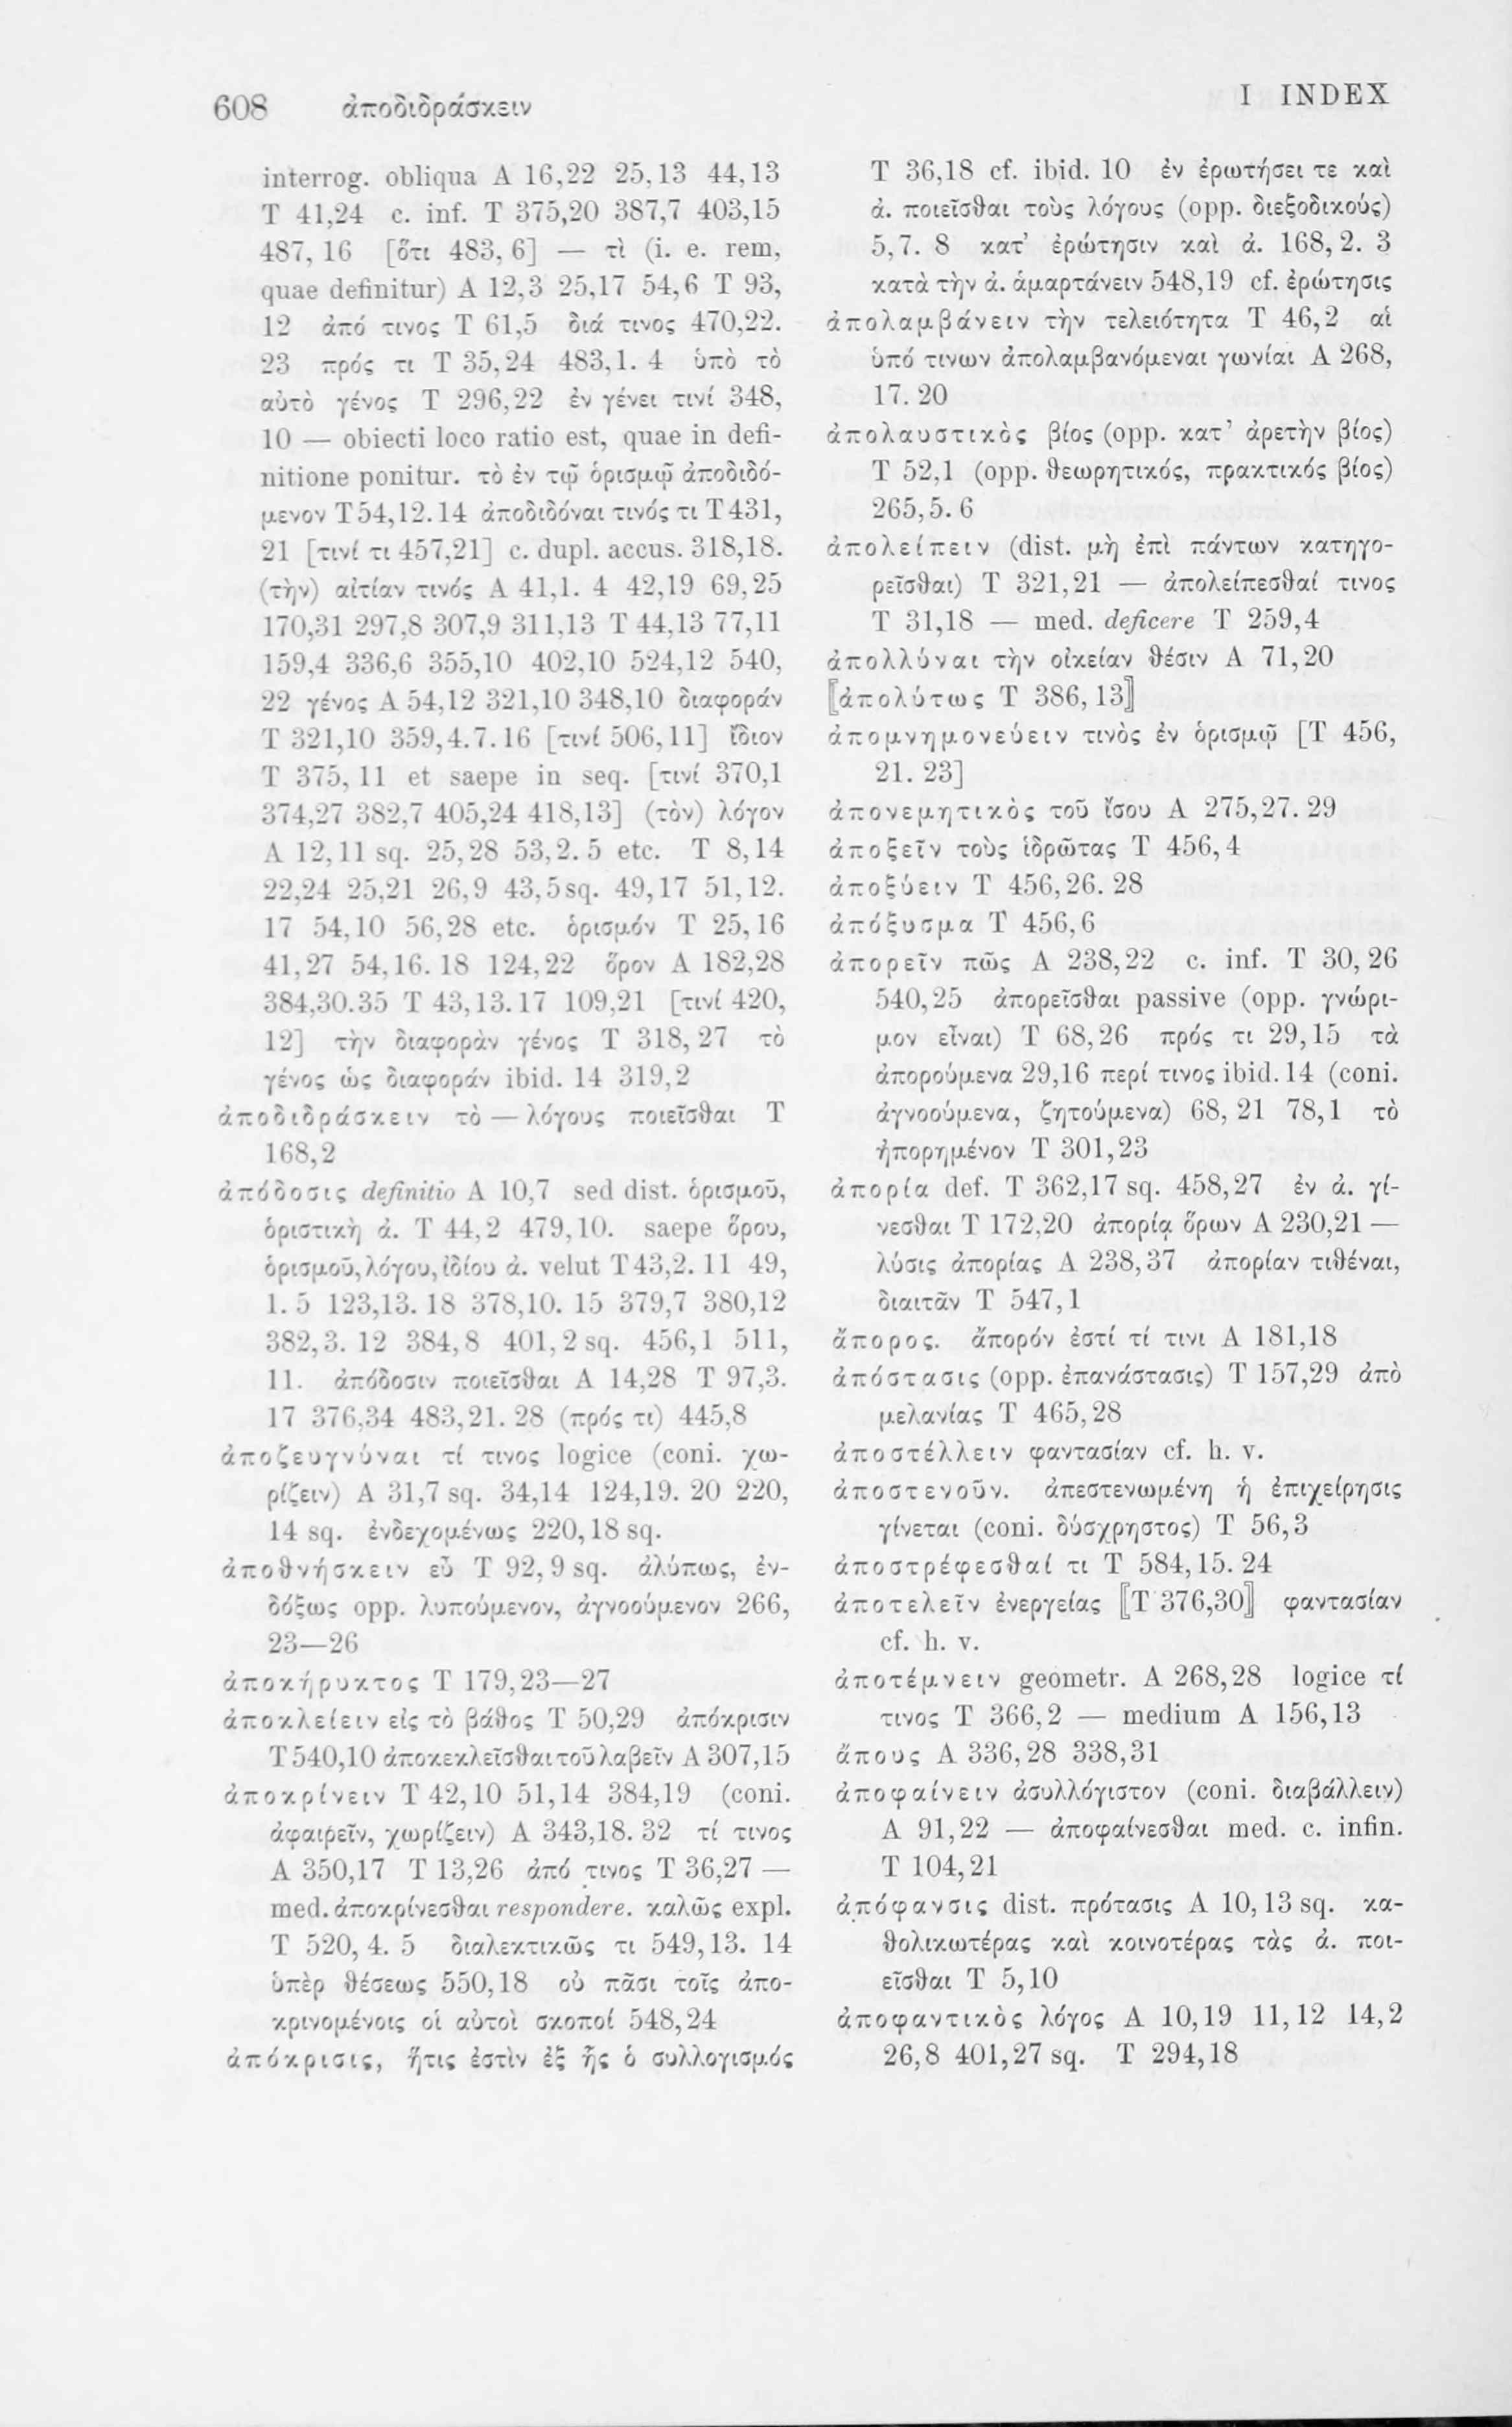 608 ἀποδιδράσκειν
I INDEX
interrog. obliqua A 16,22 25,13 44,13
T 41,24 c. inf. T 375,20 387,7 403,15
487, 16 [ὅτι 483, 6] — τὶ (i. e. rem,
quae definitur) A 12,3 25,17 54,6 T 93,
12 ἀπό τινος T 61,5 διά τινος 470,22.
23 πρός τι T 35,24 483,1. 4 ὑπὸ τὸ
αὐτὸ γένος T 296,22 ἐν γένει τινί 348,
10 — obiecti loco ratio est, quae in defi-
nitione ponitur. τὸ ἐν τῷ ὁρισμῷ ἀποδιδό-
μενον T 54,12. 14 ἀποδιδόναι τινός τι T 431,
21 [τινί τι 457,21] c. dupl. accus. 318,18.
(τὴν) αἰτίαν τινός A 41,1. 4 42,19 69,25
170,31 297,8 307,9 311,13 T 44,13 77,11
159,4 336,6 355,10 402,10 524,12 540,
22 γένος A 54,12 321,10 348,10 διαφοράν
T 321,10 359,4. 7. 16 [τινί 506,11] ἴδιον
T 375, 11 et saepe in seq. [τινί 370,1
374,27 382,7 405,24 418,13] (τὸν) λόγον
A 12,11 sq. 25,28 53,2. 5 etc. T 8,14
22,24 25,21 26,9 43,5 sq. 49,17 51,12.
17 54,10 56,28 etc. ὁρισμόν T 25,16
41,27 54,16. 18 124,22 ὅρον A 182,28
384,30. 35 T 43,13. 17 109,21 [τινί 420,
12] τὴν διαφορὰν γένος T 318,27 τὸ
γένος ὡς διαφοράν ibid. 14 319,2
ἀποδιδράσκειν τὸ — λόγους ποιεῖσθαι T
168,2
ἀπόδοσις definitio A 10,7 sed dist. ὁρισμοῦ,
ὁριστικὴ ἀ. T 44,2 479,10. saepe ὅρου,
ὁρισμοῦ, λόγου, ἰδίου ἀ. velut T 43,2. 11 49,
1. 5 123,13. 18 378,10. 15 379,7 380,12
382,3. 12 384,8 401,2 sq. 456,1 511,
11. ἀπόδοσιν ποιεῖσθαι A 14,28 T 97,3.
17 376,34 483,21. 28 (πρός τι) 445,8
ἀποζευγνύναι τί τινος logice (coni. χω-
ρίζειν) A 31,7 sq. 34,14 124,19. 20 220,
14 sq. ἐνδεχομένως 220,18 sq.
ἀποθνήσκειν εὖ T 92,9 sq. ἀλύπως, ἐν-
δόξως opp. λυπούμενον, ἀγνοούμενον 266,
23—26
ἀποκήρυκτος T 179,23—27
ἀποκλείειν εἰς τὸ βάθος T 50,29 ἀπόκρισιν
T 540,10 ἀποκεκλεῖσθαι τοῦ λαβεῖν A 307,15
ἀποκρίνειν T 42,10 51,14 384,19 (coni.
ἀφαιρεῖν, χωρίζειν) A 343,18. 32 τί τινος
A 350,17 T 13,26 ἀπό τινος T 36,27 —
med. ἀποκρίνεσθαι respondere. καλῶς expl.
T 520, 4. 5 διαλεκτικῶς τι 549,13. 14
ὑπὲρ θέσεως 550,18 οὐ πᾶσι τοῖς ἀπο-
κρινομένοις οἱ αὐτοὶ σκοποί 548,24
ἀπόκρισις, ἥτις ἐστὶν ἐξ ἧς ὁ συλλογισμός
T 36,18 cf. ibid. 10 ἐν ἐρωτήσει τε καὶ
ἀ. ποιεῖσθαι τοὺς λόγους (opp. διεξοδικούς)
5,7. 8 κατ’ ἐρώτησιν καὶ ἀ. 168,2. 3
κατὰ τὴν ἀ. ἁμαρτάνειν 548,19 cf. ἐρώτησις
ἀπολαμβάνειν τὴν τελειότητα T 46,2 αἱ
ὑπό τινων ἀπολαμβανόμεναι γωνίαι A 268,
17. 20
ἀπολαυστικὸς βίος (opp. κατ’ ἀρετὴν βίος)
T 52,1 (opp. θεωρητικός, πρακτικός βίος)
265,5. 6
ἀπολείπειν (dist. μὴ ἐπὶ πάντων κατηγο-
ρεῖσθαι) T 321,21 — ἀπολείπεσθαί τινος
T 31,18 — med. deficere T 259,4
ἀπολλύναι τὴν οἰκείαν θέσιν A 71,20
⟦ἀπολύτως T 386,13⟧
ἀπομνημονεύειν τινὸς ἐν ὁρισμῷ [T 456,
21. 23]
ἀπονεμητικὸς τοῦ ἴσου A 275,27. 29
ἀποξεῖν τοὺς ἱδρῶτας T 456,4
ἀποξύειν T 456,26. 28
ἀπόξυσμα T 456,6
ἀπορεῖν πῶς A 238,22 c. inf. T 30,26
540,25 ἀπορεῖσθαι passive (opp. γνώρι-
μον εἶναι) T 68,26 πρός τι 29,15 τὰ
ἀπορούμενα 29,16 περί τινος ibid. 14 (coni.
ἀγνοούμενα, ζητούμενα) 68, 21 78,1 τὸ
ἠπορημένον T 301,23
ἀπορία def. T 362,17 sq. 458,27 ἐν ἀ. γί-
νεσθαι T 172,20 ἀπορίᾳ ὅρων A 230,21 —
λύσις ἀπορίας A 238,37 ἀπορίαν τιθέναι,
διαιτᾶν T 547,1
ἄπορος. ἄπορόν ἐστί τί τινι A 181,18
ἀπόστασις (opp. ἐπανάστασις) T 157,29 ἀπὸ
μελανίας T 465,28
ἀποστέλλειν φαντασίαν cf. h. v.
ἀποστενοῦν. ἀπεστενωμένη ἡ ἐπιχείρησις
γίνεται (coni. δύσχρηστος) T 56,3
ἀποστρέφεσθαί τι T 584,15. 24
ἀποτελεῖν ἐνεργείας ⟦T 376,30⟧ φαντασίαν
cf. h. v.
ἀποτέμνειν geometr. A 268,28 logice τί
τινος T 366,2 — medium A 156,13
ἄπους A 336,28 338,31
ἀποφαίνειν ἀσυλλόγιστον (coni. διαβάλλειν)
A 91,22 — ἀποφαίνεσθαι med. c. infin.
T 104,21
ἀπόφανσις dist. πρότασις A 10,13 sq. κα-
θολικωτέρας καὶ κοινοτέρας τὰς ἀ. ποι-
εῖσθαι T 5,10
ἀποφαντικὸς λόγος A 10,19 11,12 14,2
26,8 401,27 sq. T 294,18